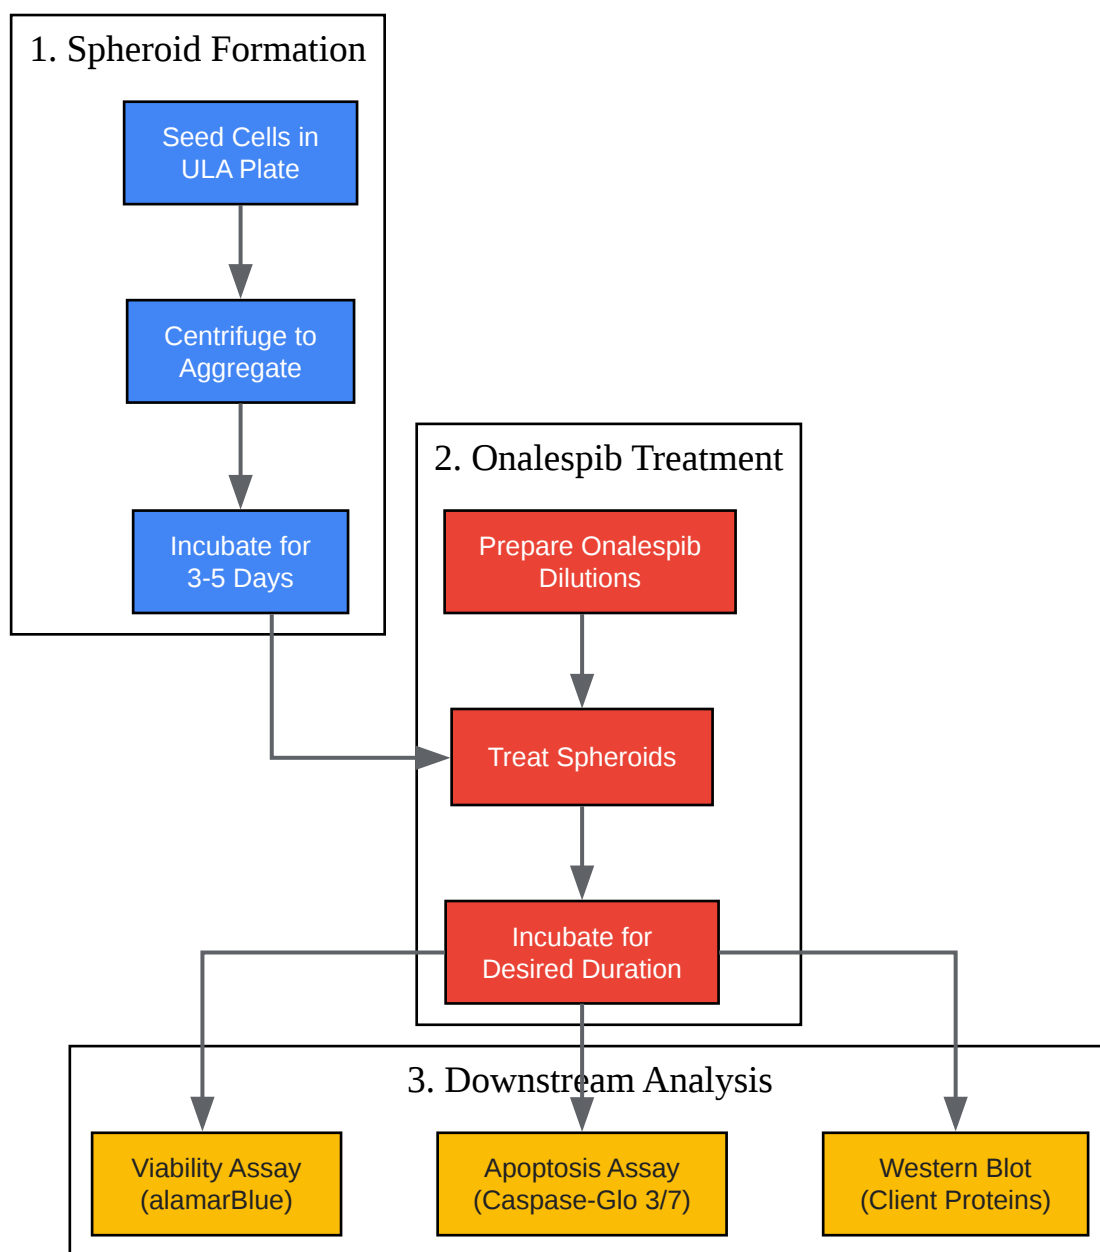 1. Spheroid Formation
Seed Cells in
ULA Plate
Centrifuge to
Aggregate
Incubate for
3-5 Days
2. Onalespib Treatment
Prepare Onalespib
Dilutions
Treat Spheroids
Incubate for
Desired Duration
3. Downstream Analysis
Viability Assay
(alamarBlue)
Apoptosis Assay
(Caspase-Glo 3/7)
Western Blot
(Client Proteins)